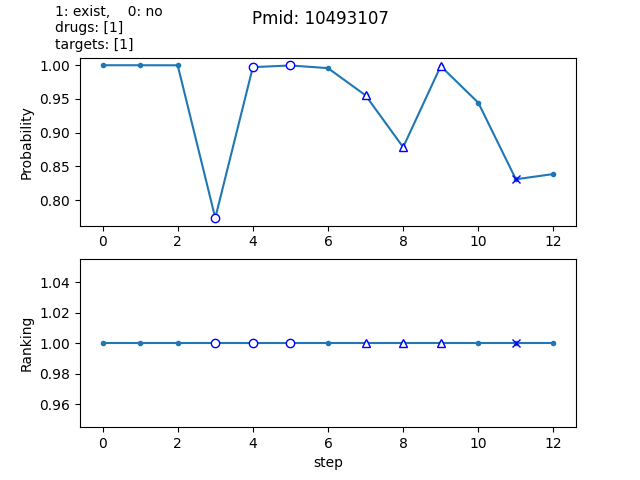 1: exist,    0: no
drugs: [1]
targets: [1]
Pmid: 10493107
1.00
0.95
0.90
0.85
0.80
Probability
0 2 4 6 8 10 12
1.04
1.02
1.00
0.98
0.96
Ranking
0 2 4 6 8 10 12
step